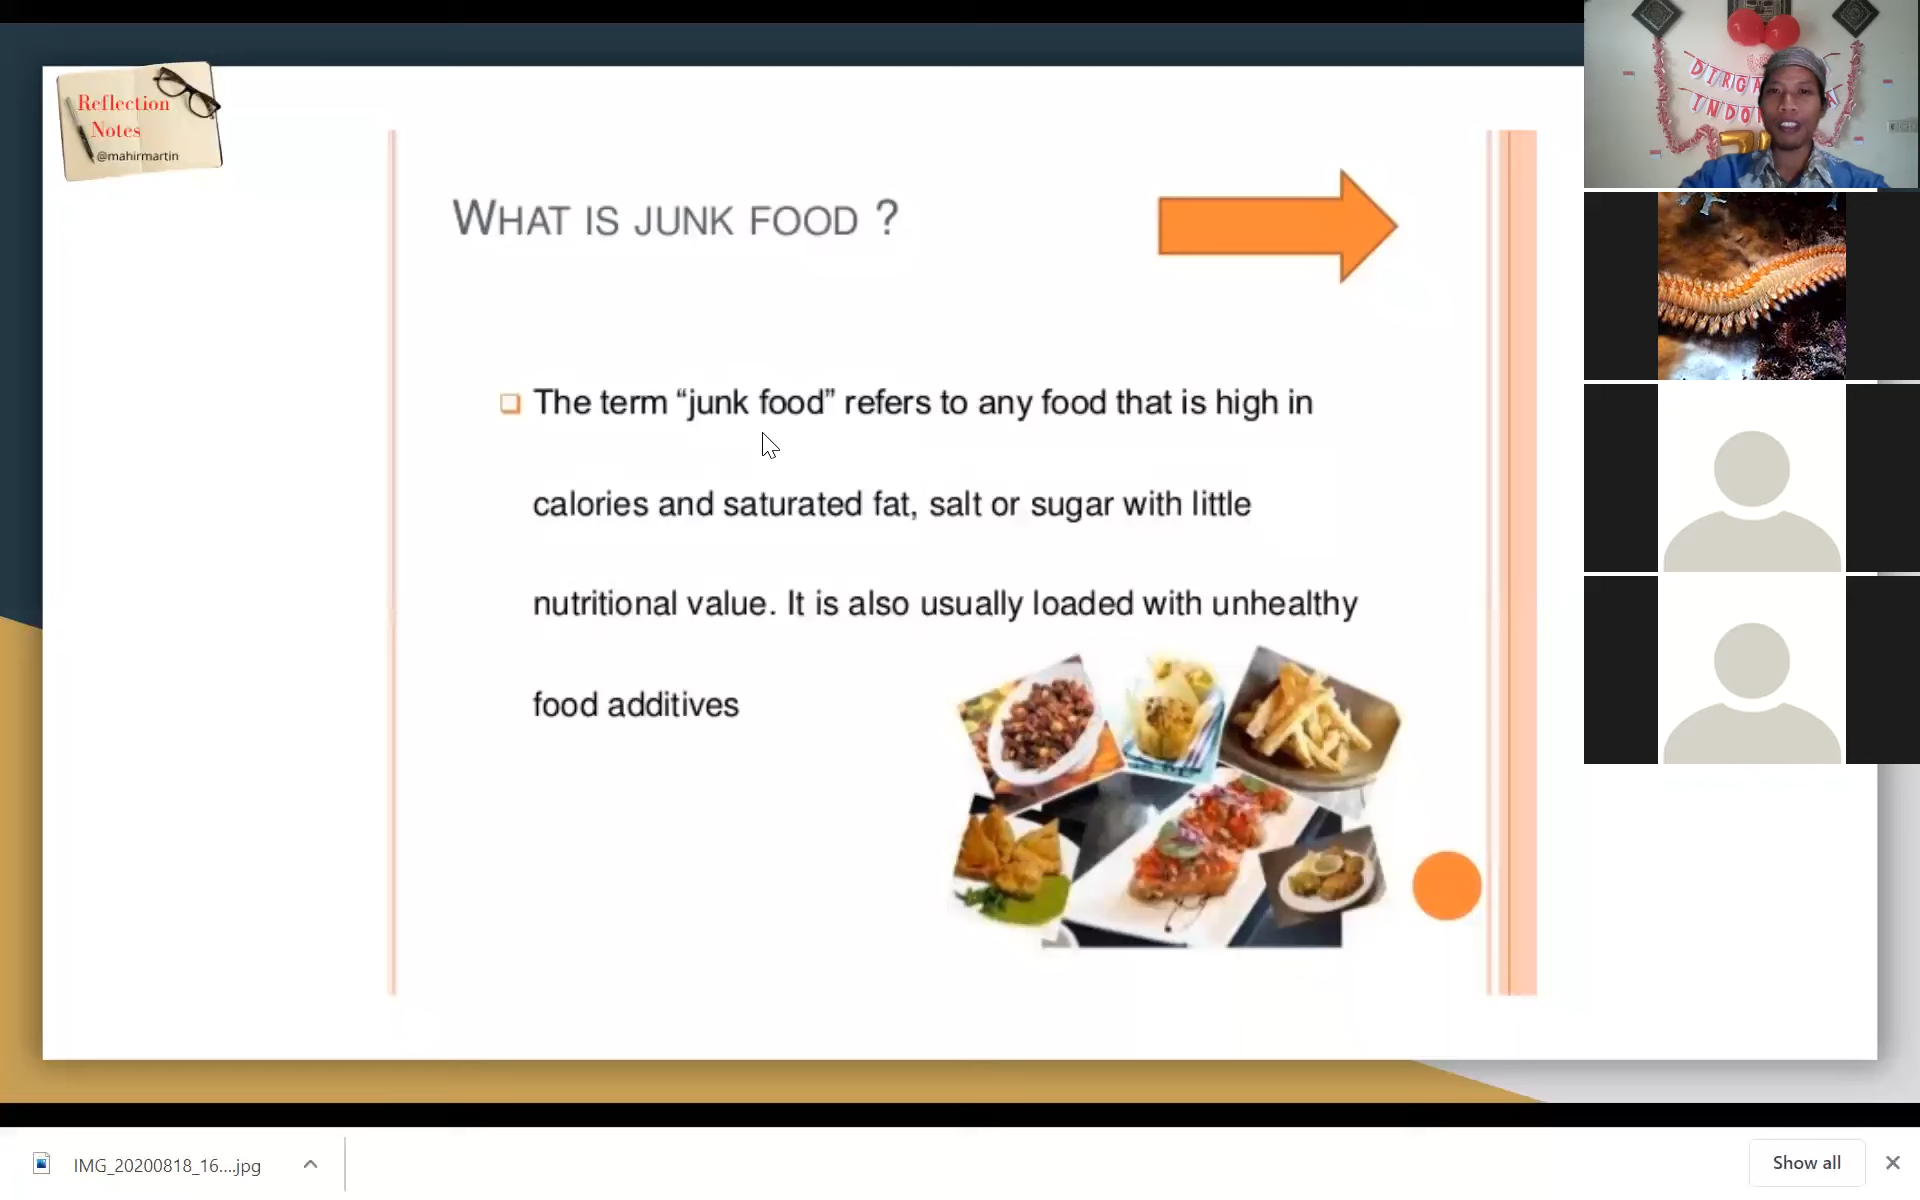 Reflection
Notes
@mahirmartin
WHAT IS JUNK FOOD ?
The term “junk food” refers to any food that is high in
calories and saturated fat, salt or sugar with little
nutritional value. It is also usually loaded with unhealthy
food additives
IMG_20200818_16....jpg
Show all